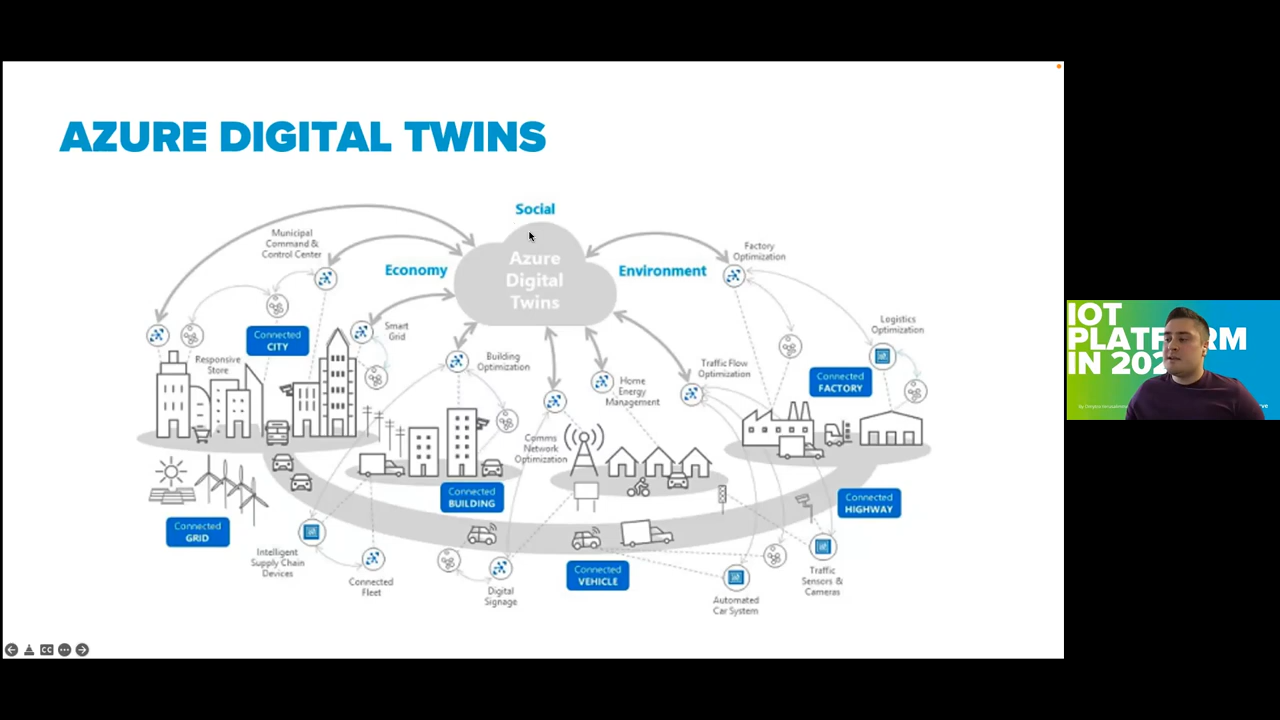 AZURE DIGITAL TWINS
Social
Economy
Environment
Azure
Digital
Twins
Municipal
Command &
Control Center
Factory
Optimization
Connected
CITY
Smart
Grid
Responsive
Store
Building
Optimization
Home
Energy
Management
Traffic Flow
Optimization
Logistics
Optimization
Connected
FACTORY
Comms
Network
Optimization
Connected
BUILDING
Connected
HIGHWAY
Connected
GRID
Intelligent
Supply Chain
Devices
Connected
Fleet
Digital
Signage
Connected
VEHICLE
Automated
Car System
Traffic
Sensors &
Cameras
CC
IOT
PLATFORM
IN 202